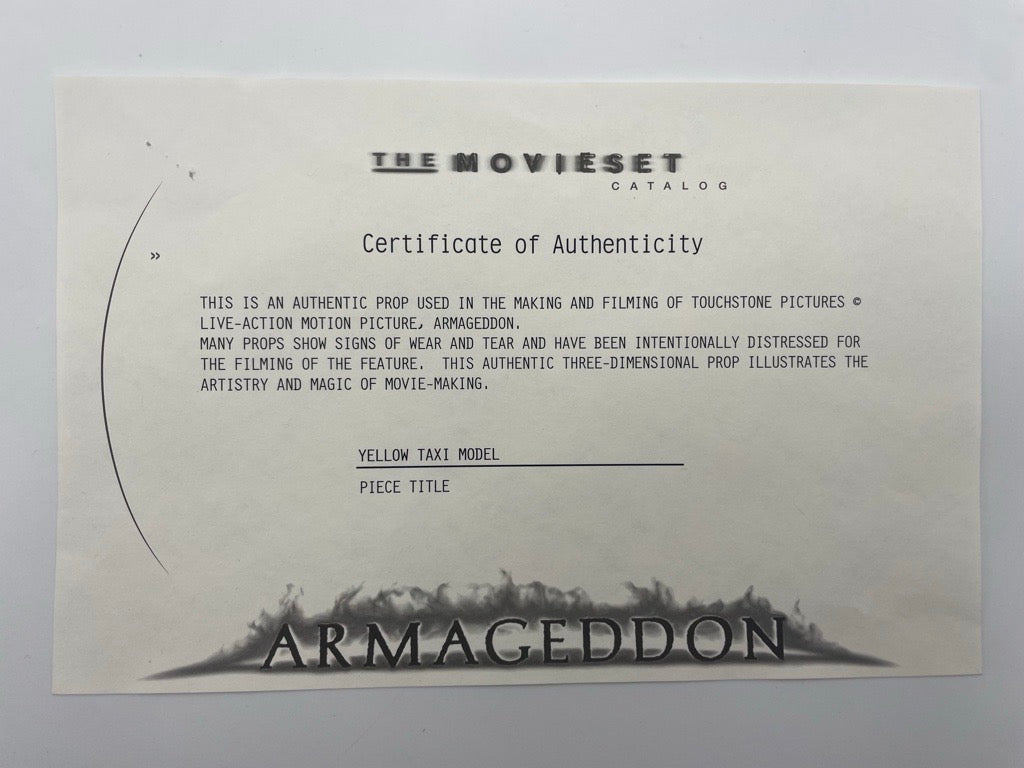 THE MOVIESET
CATALOG
»
Certificate of Authenticity
THIS IS AN AUTHENTIC PROP USED IN THE MAKING AND FILMING OF TOUCHSTONE PICTURES ©
LIVE-ACTION MOTION PICTURE, ARMAGEDDON.
MANY PROPS SHOW SIGNS OF WEAR AND TEAR AND HAVE BEEN INTENTIONALLY DISTRESSED FOR
THE FILMING OF THE FEATURE. THIS AUTHENTIC THREE-DIMENSIONAL PROP ILLUSTRATES THE
ARTISTRY AND MAGIC OF MOVIE-MAKING.
YELLOW TAXI MODEL
PIECE TITLE
ARMAGEDDON